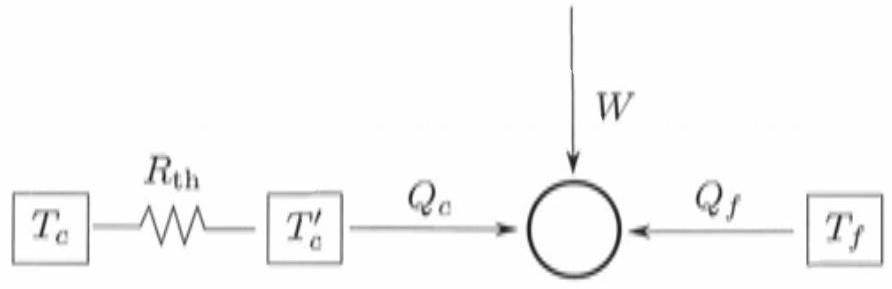 W
R_th
T_c
T'_c
Q_c
Q_f
T_f